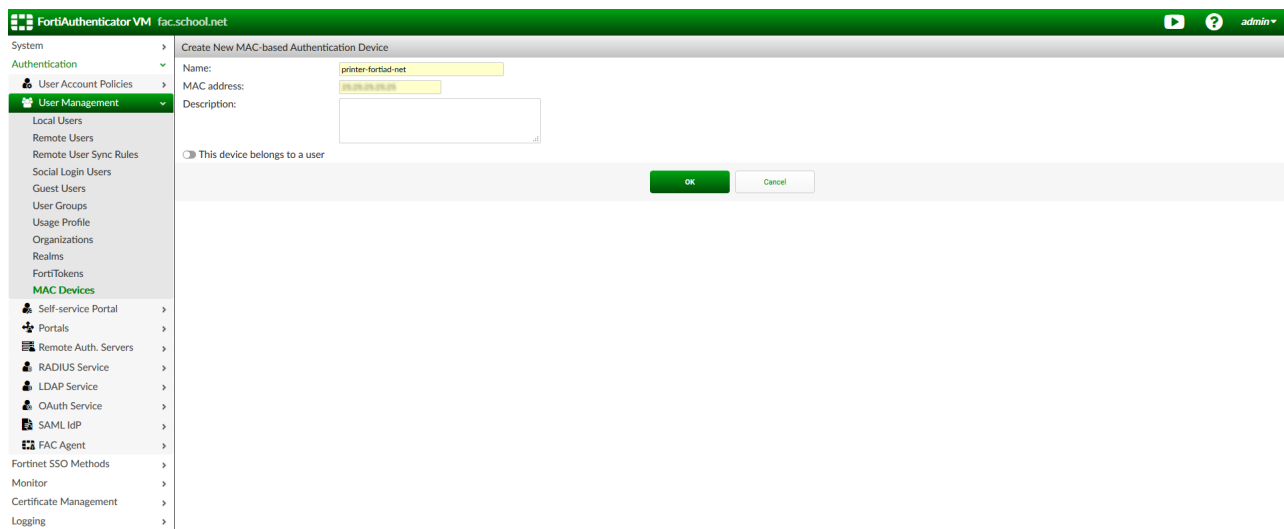 FortiAuthenticator VM fac.school.net
admin
System
Authentication
User Account Policies
User Management
Local Users
Remote Users
Remote User Sync Rules
Social Login Users
Guest Users
User Groups
Usage Profile
Organizations
Realms
FortiTokens
MAC Devices
Self-service Portal
Portals
Remote Auth. Servers
RADIUS Service
LDAP Service
OAuth Service
SAML IdP
FAC Agent
Fortinet SSO Methods
Monitor
Certificate Management
Logging
Create New MAC-based Authentication Device
Name: printer-fortiad-net
MAC address:
Description:
This device belongs to a user
OK Cancel